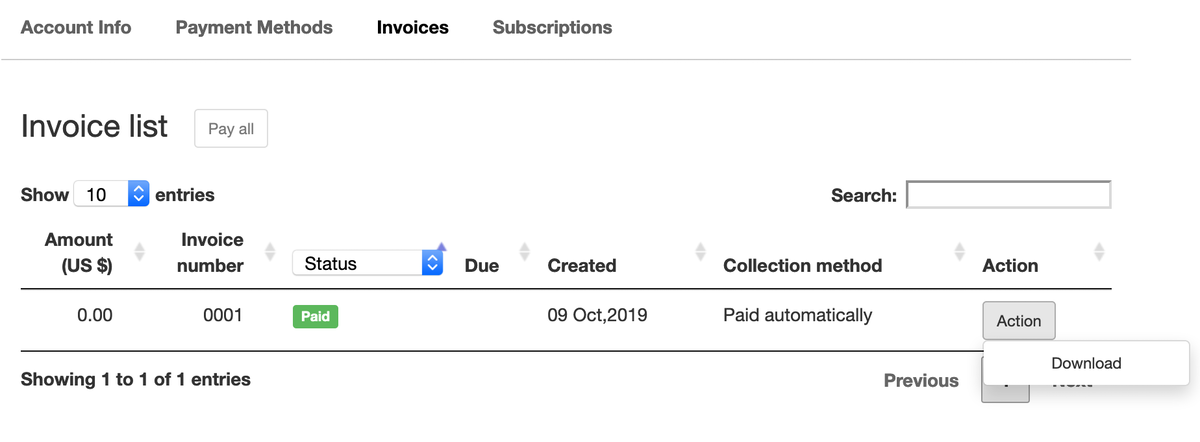 Account Info Payment Methods Invoices Subscriptions
Invoice list Pay all
Show 10 entries Search:
Amount (US $) Invoice number Status Due Created Collection method Action
0.00 0001 Paid 09 Oct,2019 Paid automatically Action
Download
Showing 1 to 1 of 1 entries Previous